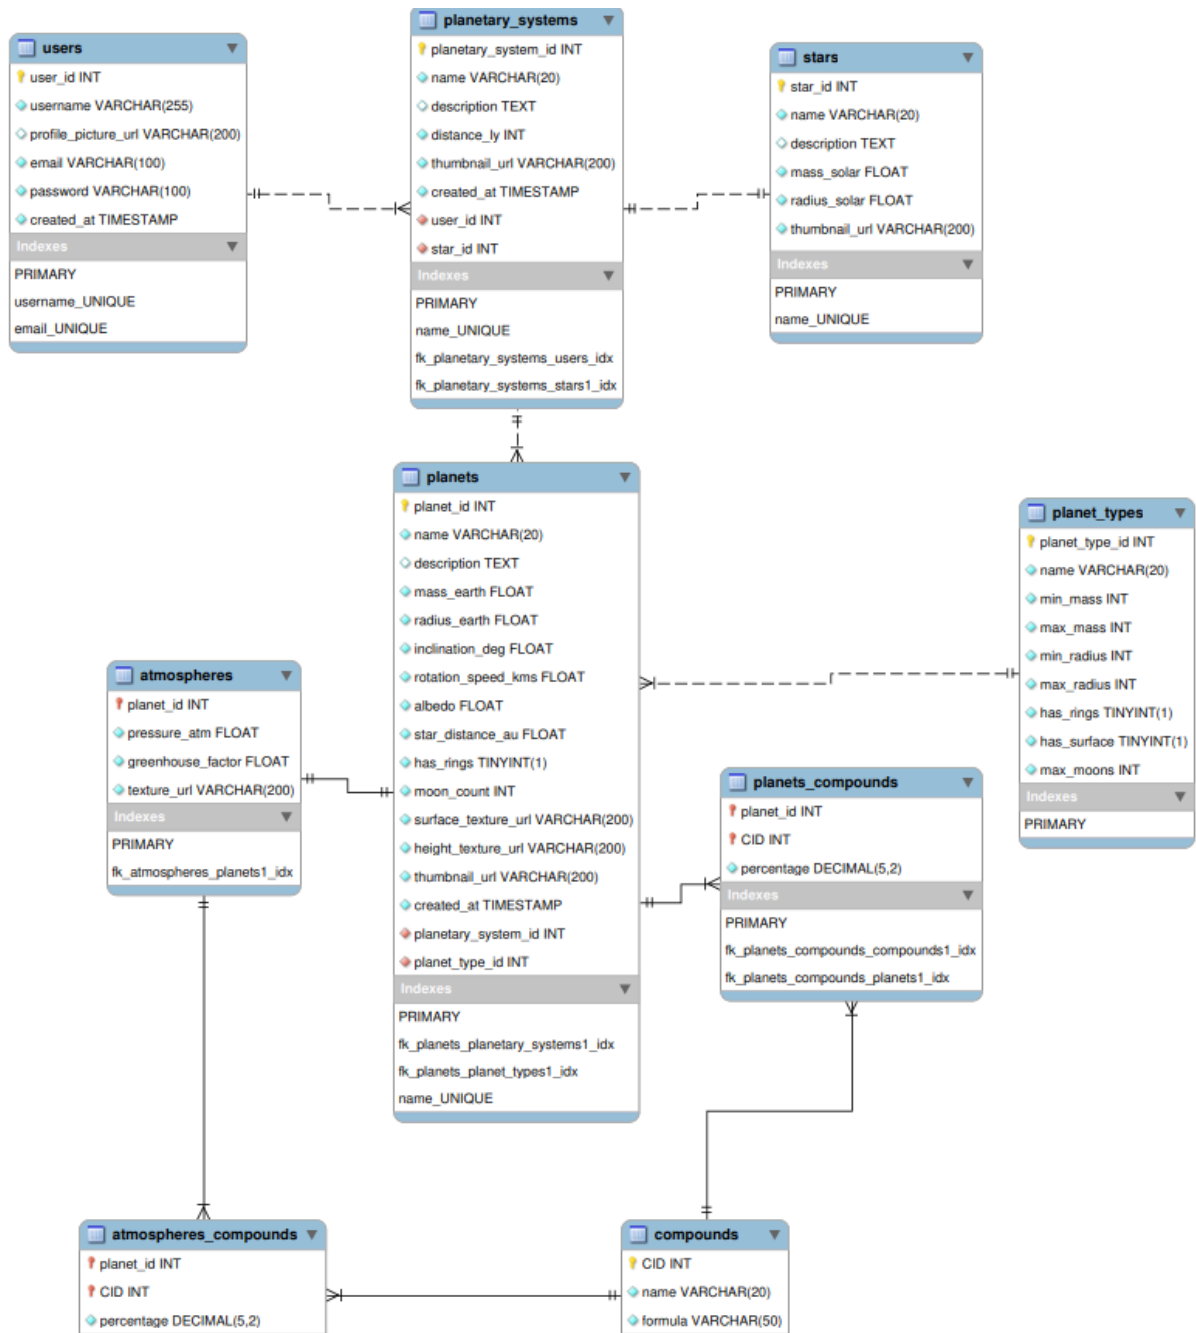 users
user_id INT
username VARCHAR(255)
profile_picture_url VARCHAR(200)
email VARCHAR(100)
password VARCHAR(100)
created_at TIMESTAMP
Indexes
PRIMARY
username_UNIQUE
email_UNIQUE
planetary_systems
planetary_system_id INT
name VARCHAR(20)
description TEXT
distance_ly INT
thumbnail_url VARCHAR(200)
created_at TIMESTAMP
user_id INT
star_id INT
Indexes
PRIMARY
name_UNIQUE
fk_planetary_systems_users_idx
fk_planetary_systems_stars1_idx
stars
star_id INT
name VARCHAR(20)
description TEXT
mass_solar FLOAT
radius_solar FLOAT
thumbnail_url VARCHAR(200)
Indexes
PRIMARY
name_UNIQUE
planets
planet_id INT
name VARCHAR(20)
description TEXT
mass_earth FLOAT
radius_earth FLOAT
inclination_deg FLOAT
rotation_speed_kms FLOAT
albedo FLOAT
star_distance_au FLOAT
has_rings TINYINT(1)
moon_count INT
surface_texture_url VARCHAR(200)
height_texture_url VARCHAR(200)
thumbnail_url VARCHAR(200)
created_at TIMESTAMP
planetary_system_id INT
planet_type_id INT
Indexes
PRIMARY
fk_planets_planetary_systems1_idx
fk_planets_planet_types1_idx
name_UNIQUE
planet_types
planet_type_id INT
name VARCHAR(20)
min_mass INT
max_mass INT
min_radius INT
max_radius INT
has_rings TINYINT(1)
has_surface TINYINT(1)
max_moons INT
Indexes
PRIMARY
atmospheres
planet_id INT
pressure_atm FLOAT
greenhouse_factor FLOAT
texture_url VARCHAR(200)
Indexes
PRIMARY
fk_atmospheres_planets1_idx
planets_compounds
planet_id INT
CID INT
percentage DECIMAL(5,2)
Indexes
PRIMARY
fk_planets_compounds_compounds1_idx
fk_planets_compounds_planets1_idx
atmospheres_compounds
planet_id INT
CID INT
percentage DECIMAL(5,2)
compounds
CID INT
name VARCHAR(20)
formula VARCHAR(50)